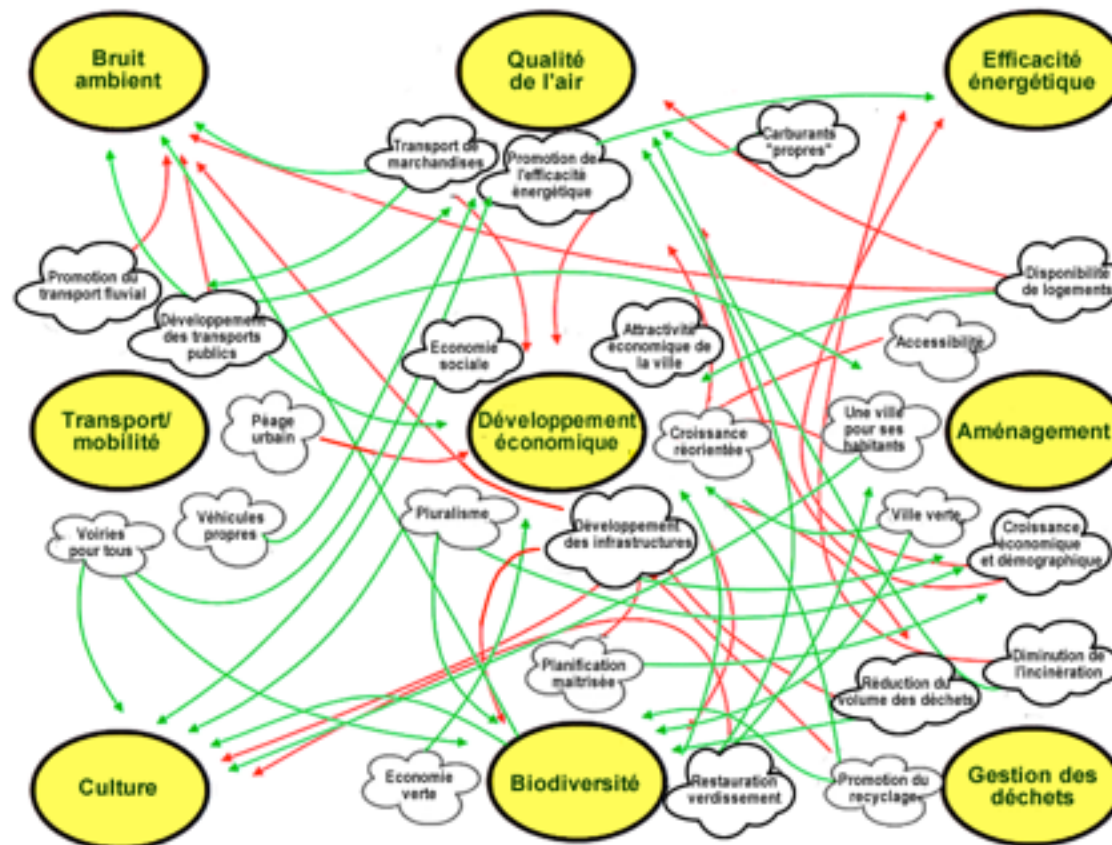 Bruit
ambient
Qualité
de l'air
Efficacité
énergétique
Transport de
marchandises
Promotion de
l'efficacité
énergétique
Carburants
"propres"
Promotion du
transport fluvial
Développement
des transports
publics
Economie
sociale
Attractivité
économique de
la ville
Disponibilité
de logements
Accessibilité
Transport/
mobilité
Péage
urbain
Développement
économique
Croissance
réorientée
Une ville
pour ses
habitants
Aménagement
Voiries
pour tous
Véhicules
propres
Pluralisme
Développement
des infrastructures
Ville verte
Croissance
économique
et démographique
Planification
maîtrisée
Réduction du
volume des déchets
Diminution de
l'incinération
Culture
Economie
verte
Biodiversité
Restauration
verdissement
Promotion du
recyclage
Gestion des
déchets